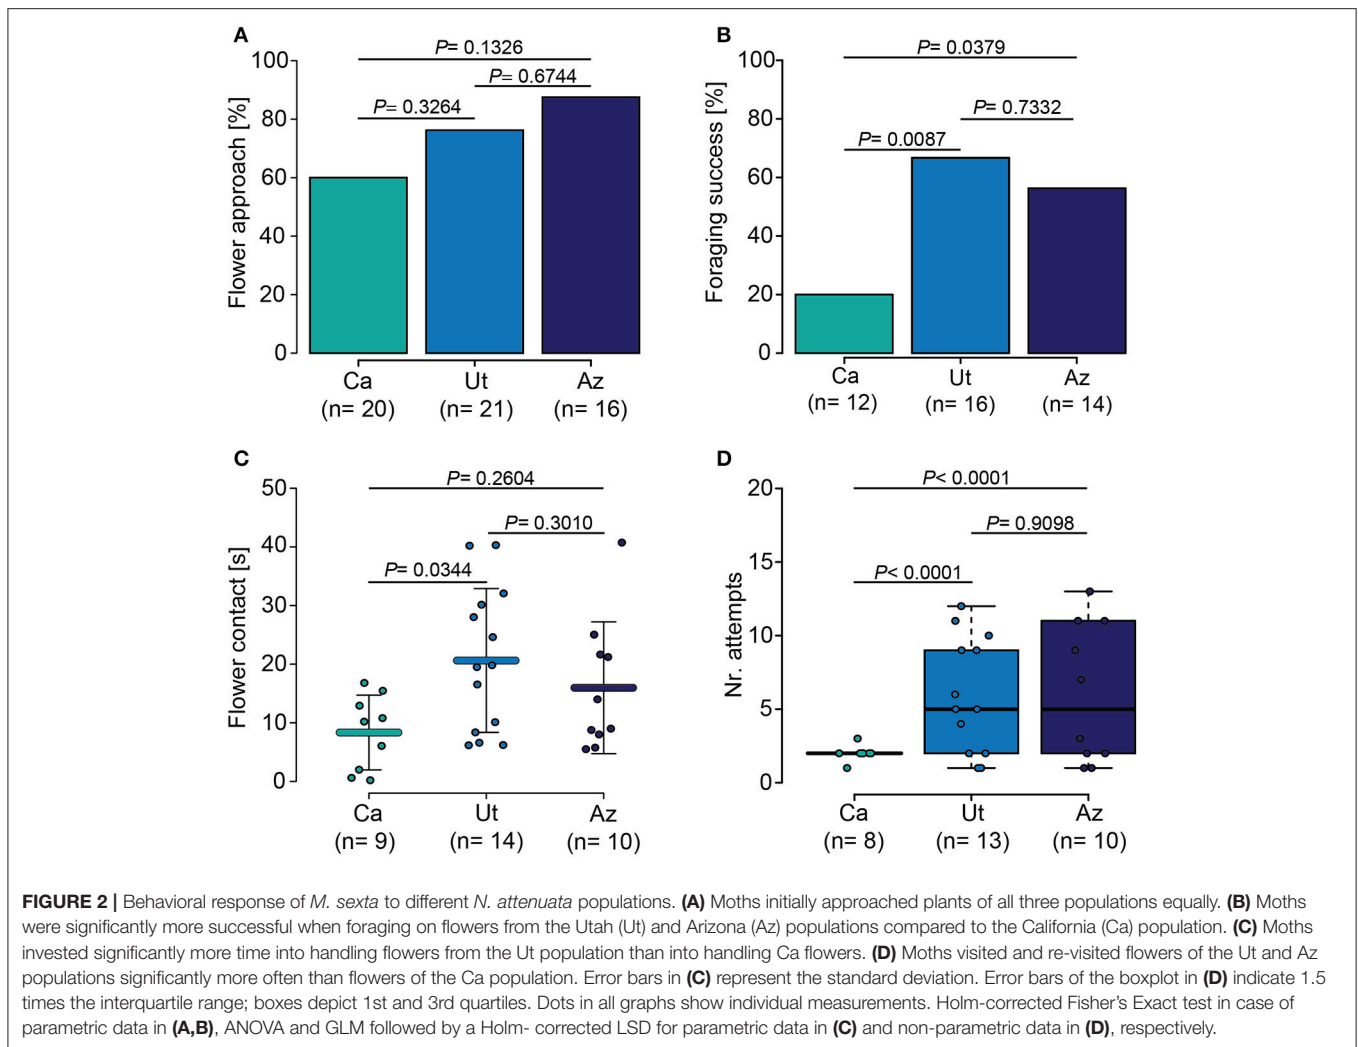 A
P= 0.1326
P= 0.6744
P= 0.3264
Flower approach [%]
100
80
60
40
20
0
Ca
Ut
Az
(n= 20)
(n= 21)
(n= 16)
B
P= 0.0379
P= 0.7332
P= 0.0087
Foraging success [%]
100
80
60
40
20
0
Ca
Ut
Az
(n= 12)
(n= 16)
(n= 14)
C
P= 0.2604
P= 0.3010
P= 0.0344
Flower contact [s]
50
40
30
20
10
0
Ca
Ut
Az
(n= 9)
(n= 14)
(n= 10)
D
P< 0.0001
P= 0.9098
P< 0.0001
Nr. attempts
20
15
10
5
0
Ca
Ut
Az
(n= 8)
(n= 13)
(n= 10)
FIGURE 2 | Behavioral response of M. sexta to different N. attenuata populations. (A) Moths initially approached plants of all three populations equally. (B) Moths
were significantly more successful when foraging on flowers from the Utah (Ut) and Arizona (Az) populations compared to the California (Ca) population. (C) Moths
invested significantly more time into handling flowers from the Ut population than into handling Ca flowers. (D) Moths visited and re-visited flowers of the Ut and Az
populations significantly more often than flowers of the Ca population. Error bars in (C) represent the standard deviation. Error bars of the boxplot in (D) indicate 1.5
times the interquartile range; boxes depict 1st and 3rd quartiles. Dots in all graphs show individual measurements. Holm-corrected Fisher's Exact test in case of
parametric data in (A,B), ANOVA and GLM followed by a Holm- corrected LSD for parametric data in (C) and non-parametric data in (D), respectively.